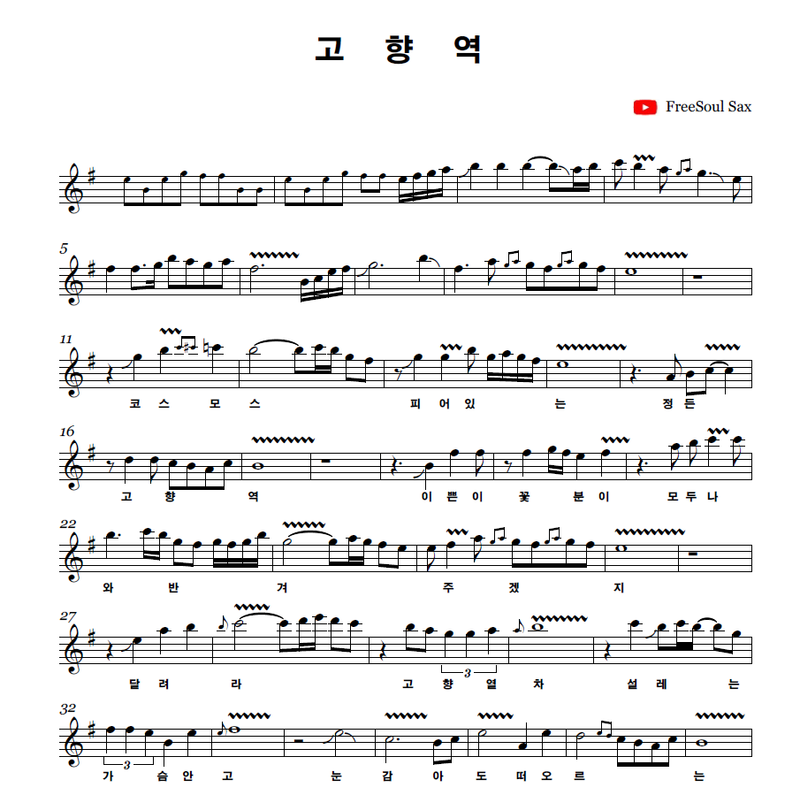 고 향 역
FreeSoul Sax
5
11
코 스 모 스 피 어 있 는 정 든
16
고 향 역 이 쁜 이 꽃 분 이 모 두 나
22
와 반 겨 주 겠 지
27
3
달 려 라 고 향 열 차 설 레 는
32
3
가 슴 안 고 눈 감 아 도 떠 오 르 는